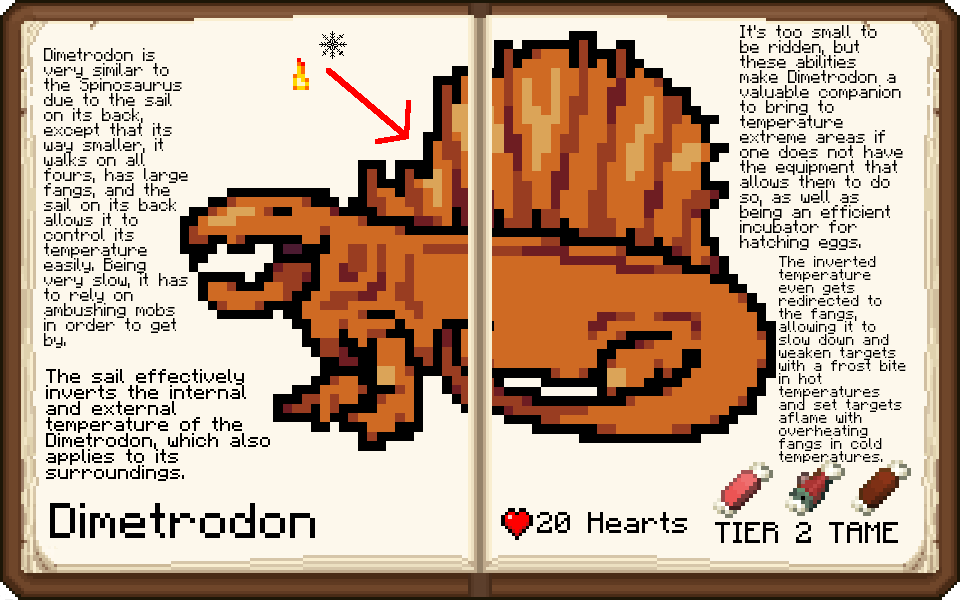 Dimetrodon is
very similar to
the Spinosaurus
due to the sail
on its back,
except that its
way smaller, it
walks on all
fours, has large
fangs, and the
sail on its back
allows it to
control its
temperature
easily. Being
very slow, it has
to rely on
ambushing mobs
in order to get
by.
The sail effectively
inverts the internal
and external
temperature of the
Dimetrodon, which also
applies to its
surroundings.
Dimetrodon
It's too small to
be ridden, but
these abilities
make Dimetrodon a
valuable companion
to bring to
temperature
extreme areas if
one does not have
the equipment that
allows them to do
so, as well as
being an efficient
incubator for
hatching eggs.
The inverted
temperature
even gets
redirected to
the fangs,
allowing it to
slow down and
weaken targets
with a frost bite
in hot
temperatures
and set targets
aflame with
overheating
fangs in cold
temperatures.
20 Hearts
TIER 2 TAME